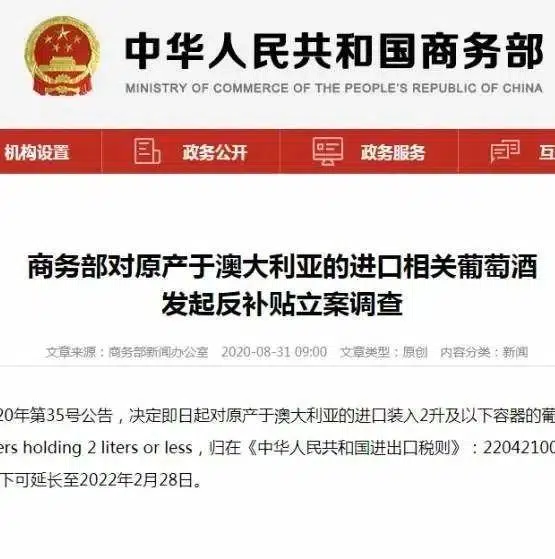 中华人民共和国商务部
MINISTRY OF COMMERCE OF THE PEOPLE'S REPUBLIC OF CHINA
机构设置 政务公开 政务服务 互
商务部对原产于澳大利亚的进口相关葡萄酒
发起反补贴立案调查
文章来源：商务部新闻办公室 2020-08-31 09:00 文章类型：原创 内容分类：新闻
20年第35号公告，决定即日起对原产于澳大利亚的进口装入2升及以下容器的葡
ers holding 2 liters or less，归在《中华人民共和国进出口税则》：22042100
下可延长至2022年2月28日。